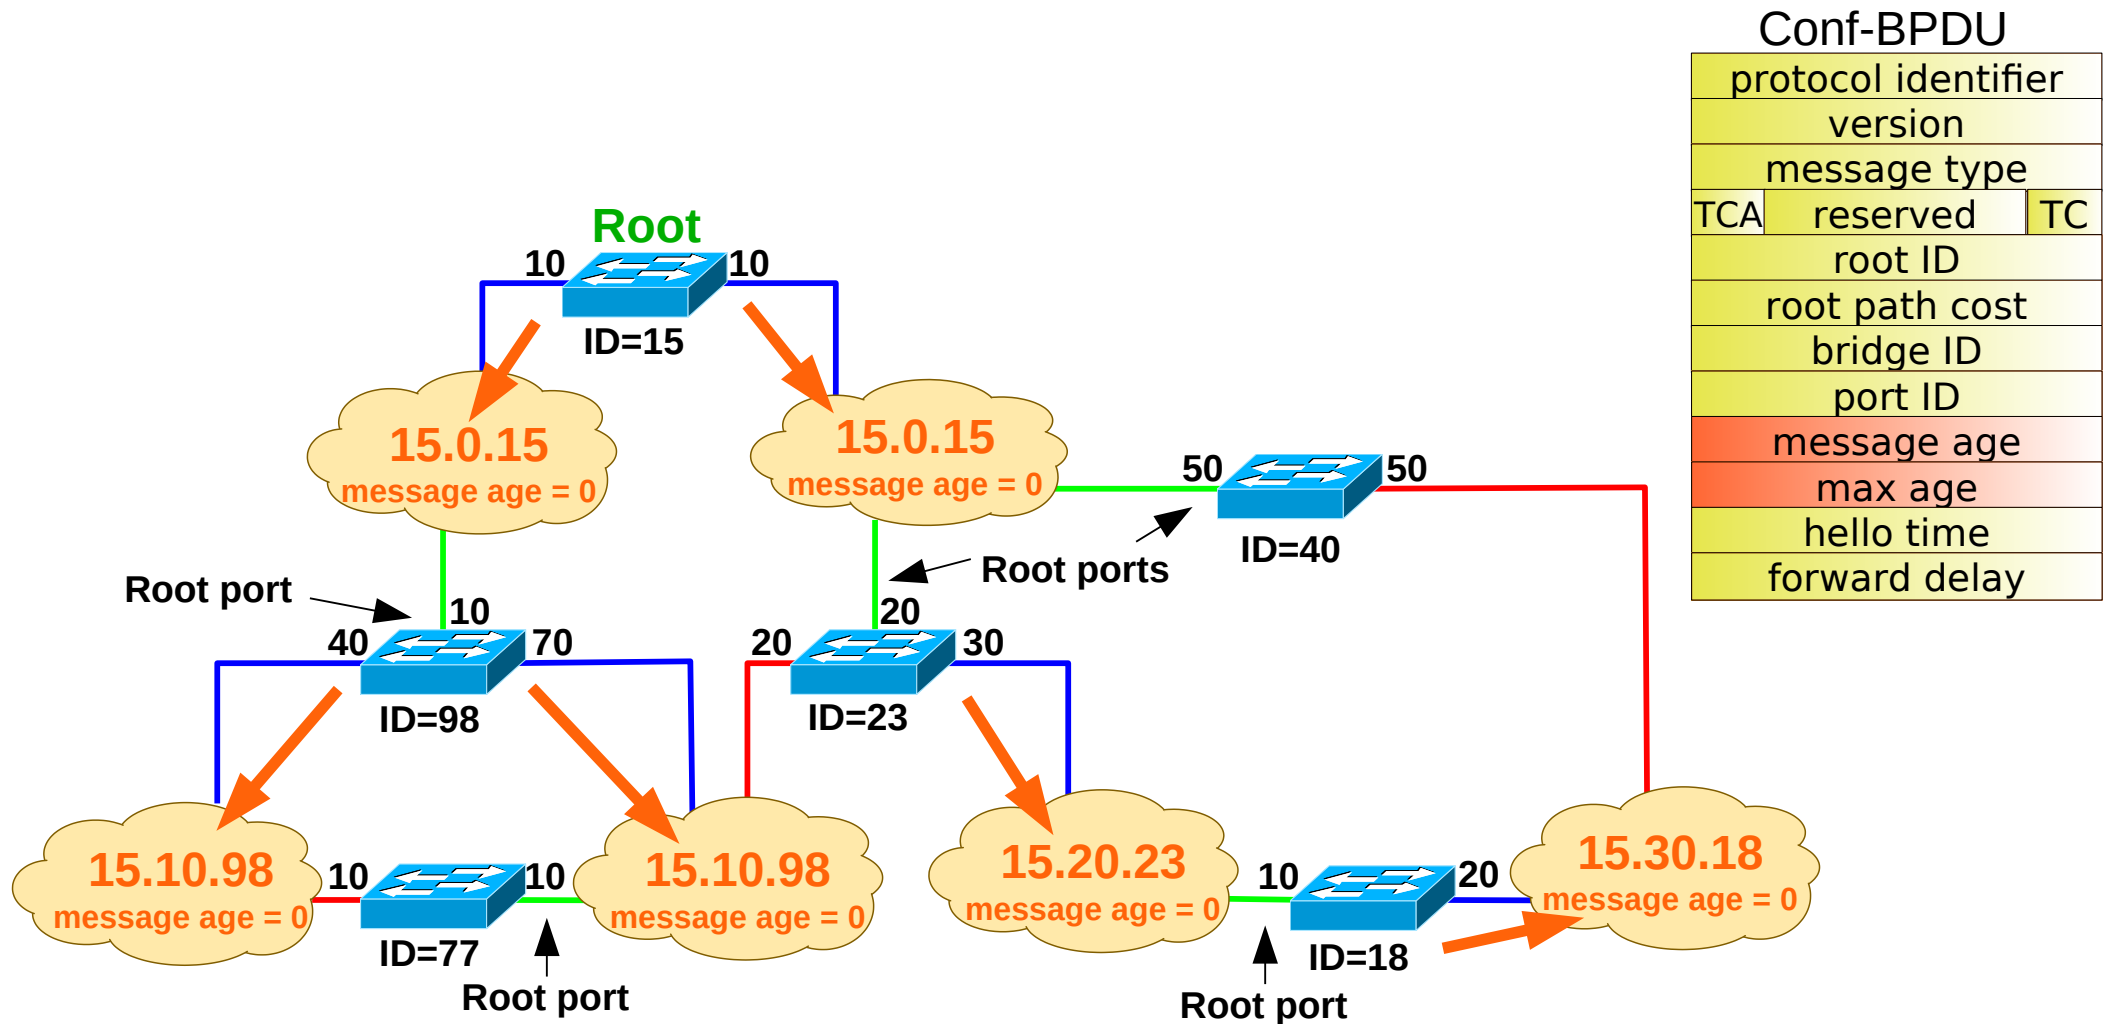 Conf-BPDU
protocol identifier
version
message type
TCA reserved TC
root ID
root path cost
bridge ID
port ID
message age
max age
hello time
forward delay
Root
10 10
ID=15
15.0.15
message age = 0
15.0.15
message age = 0
50 50
ID=40
Root ports
Root port
10
40 70
ID=98
20
20 30
ID=23
15.10.98
message age = 0
10 10
ID=77
Root port
15.10.98
message age = 0
15.20.23
message age = 0
10 20
ID=18
Root port
15.30.18
message age = 0